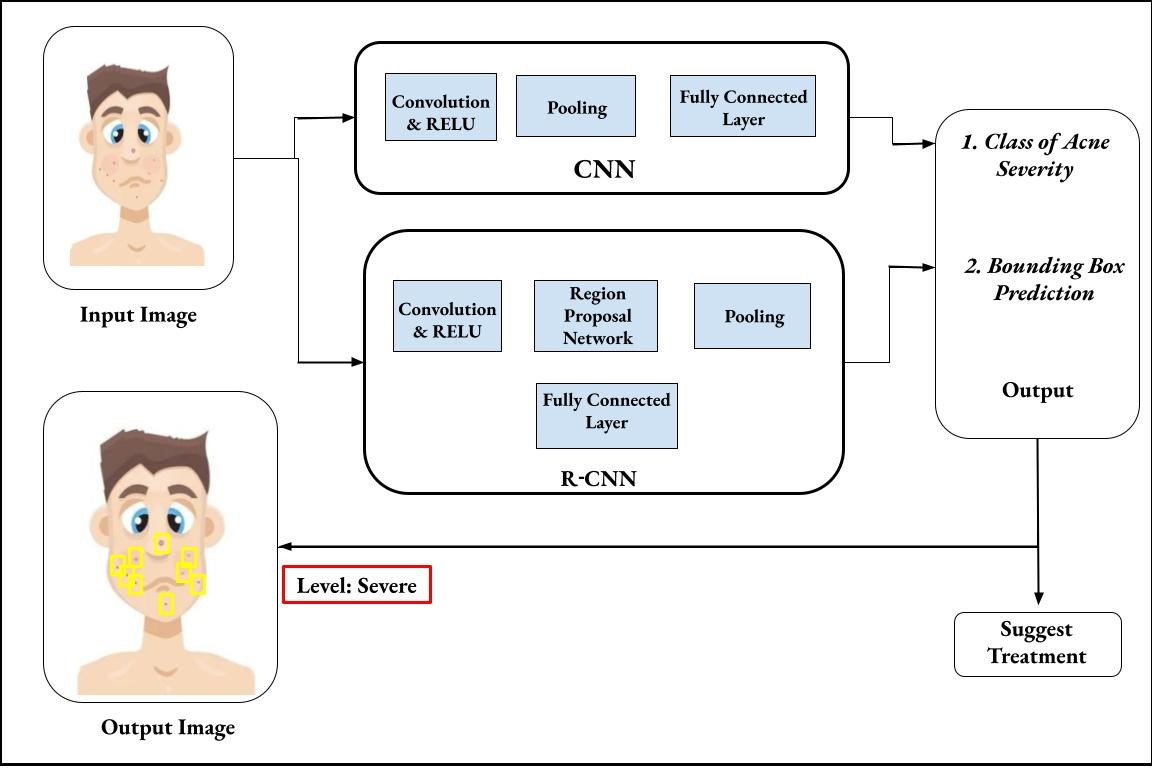 Input Image
Convolution
& RELU
Pooling
Fully Connected
Layer
CNN
Convolution
& RELU
Region
Proposal
Network
Pooling
Fully Connected
Layer
R-CNN
1. Class of Acne
Severity
2. Bounding Box
Prediction
Output
Level: Severe
Output Image
Suggest
Treatment